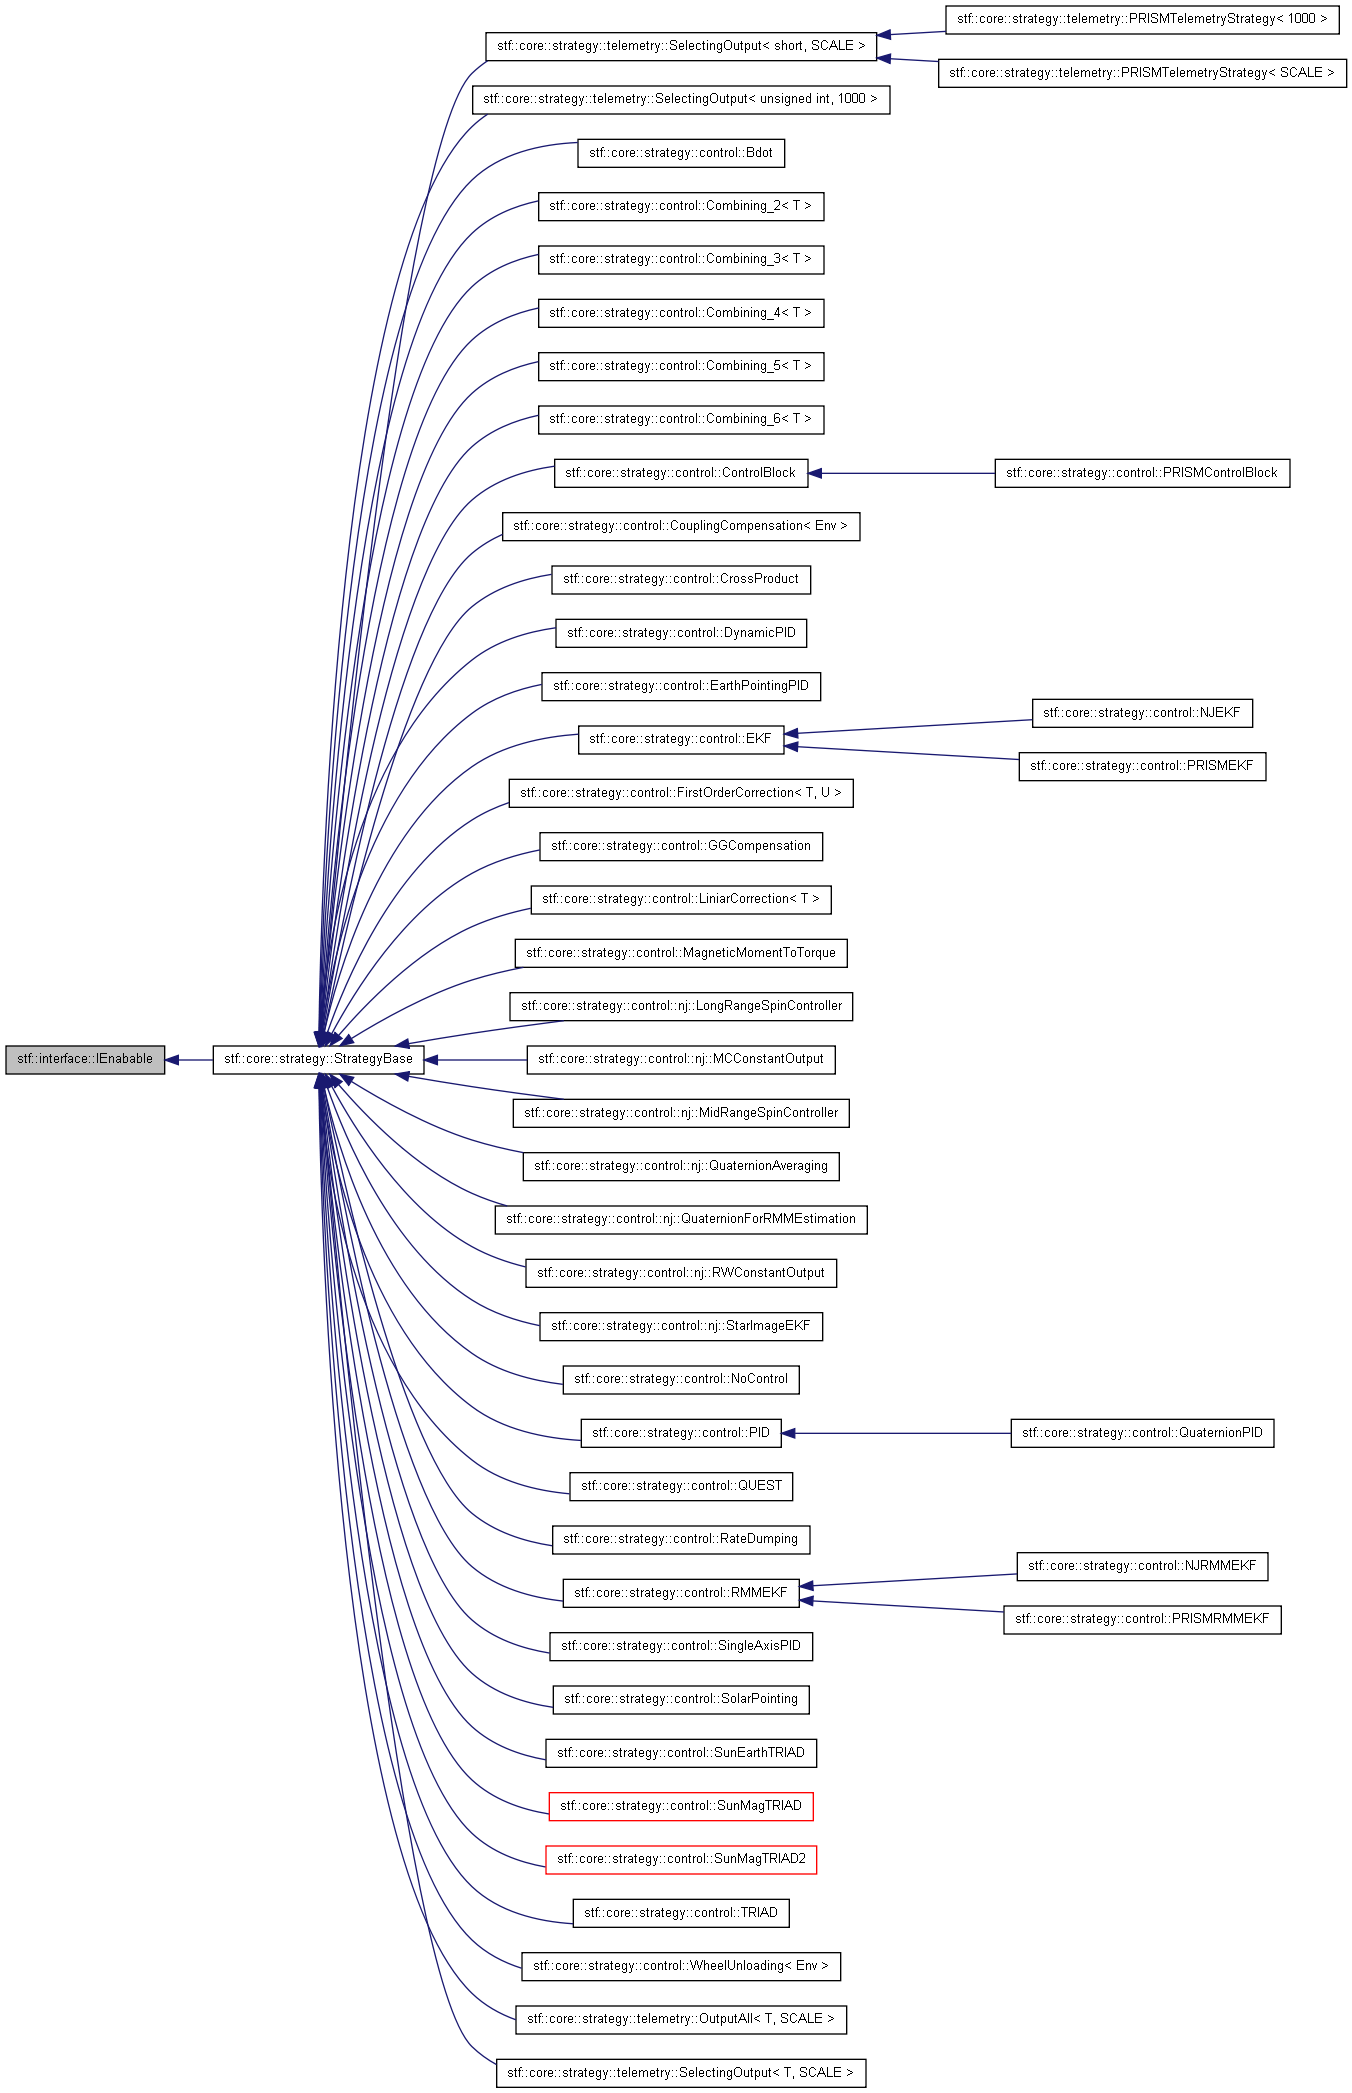 stf::core::strategy::telemetry::PRISMTelemetryStrategy< 1000 >
stf::core::strategy::telemetry::SelectingOutput< short, SCALE >
stf::core::strategy::telemetry::PRISMTelemetryStrategy< SCALE >
stf::core::strategy::telemetry::SelectingOutput< unsigned int, 1000 >
stf::core::strategy::control::Bdot
stf::core::strategy::control::Combining_2< T >
stf::core::strategy::control::Combining_3< T >
stf::core::strategy::control::Combining_4< T >
stf::core::strategy::control::Combining_5< T >
stf::core::strategy::control::Combining_6< T >
stf::core::strategy::control::ControlBlock
stf::core::strategy::control::PRISMControlBlock
stf::core::strategy::control::CouplingCompensation< Env >
stf::core::strategy::control::CrossProduct
stf::core::strategy::control::DynamicPID
stf::core::strategy::control::EarthPointingPID
stf::core::strategy::control::NJEKF
stf::core::strategy::control::EKF
stf::core::strategy::control::PRISMEKF
stf::core::strategy::control::FirstOrderCorrection< T, U >
stf::core::strategy::control::GGCompensation
stf::core::strategy::control::LiniarCorrection< T >
stf::core::strategy::control::MagneticMomentToTorque
stf::core::strategy::control::nj::LongRangeSpinController
stf::interface::IEnabable
stf::core::strategy::StrategyBase
stf::core::strategy::control::nj::MCConstantOutput
stf::core::strategy::control::nj::MidRangeSpinController
stf::core::strategy::control::nj::QuaternionAveraging
stf::core::strategy::control::nj::QuaternionForRMMEstimation
stf::core::strategy::control::nj::RWConstantOutput
stf::core::strategy::control::nj::StarImageEKF
stf::core::strategy::control::NoControl
stf::core::strategy::control::PID
stf::core::strategy::control::QuaternionPID
stf::core::strategy::control::QUEST
stf::core::strategy::control::RateDumping
stf::core::strategy::control::NJRMMEKF
stf::core::strategy::control::RMMEKF
stf::core::strategy::control::PRISMRMMEKF
stf::core::strategy::control::SingleAxisPID
stf::core::strategy::control::SolarPointing
stf::core::strategy::control::SunEarthTRIAD
stf::core::strategy::control::SunMagTRIAD
stf::core::strategy::control::SunMagTRIAD2
stf::core::strategy::control::TRIAD
stf::core::strategy::control::WheelUnloading< Env >
stf::core::strategy::telemetry::OutputAll< T, SCALE >
stf::core::strategy::telemetry::SelectingOutput< T, SCALE >